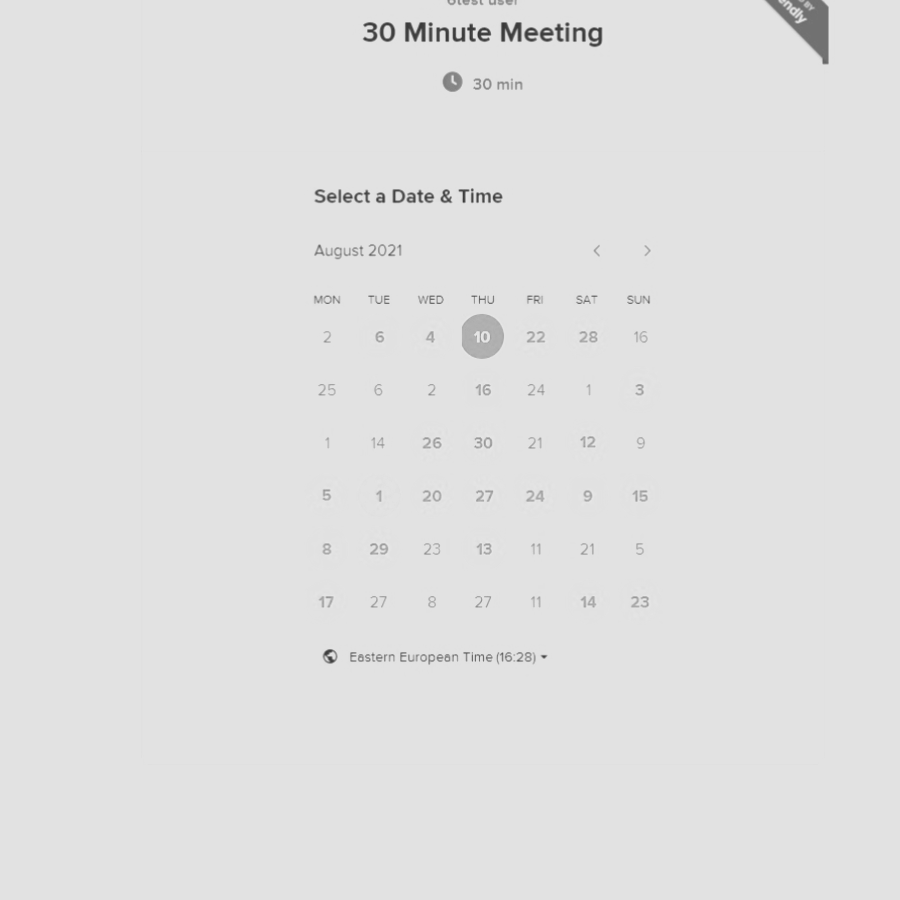 30 Minute Meeting
30 min
Select a Date & Time
August 2021
MON TUE WED THU FRI SAT SUN
2 6 4 10 22 28 16
25 6 2 16 24 1 3
1 14 26 30 21 12 9
5 1 20 27 24 9 15
8 29 23 13 11 21 5
17 27 8 27 11 14 23
Eastern European Time (16:28)